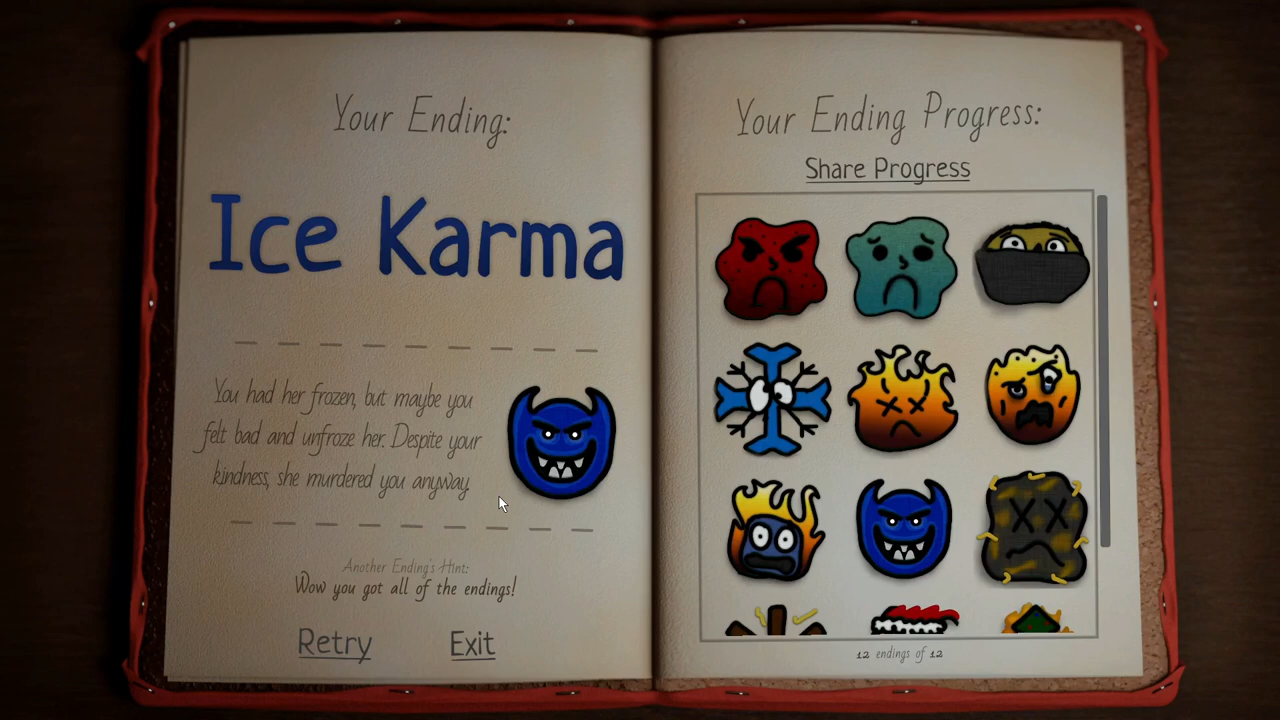 Your Ending:
Ice Karma
You had her frozen, but maybe you
felt bad and unfroze her. Despite your
kindness, she murdered you anyway
Another Ending's Hint:
Wow you got all of the endings!
Retry Exit
Your Ending Progress:
Share Progress
12 endings of 12